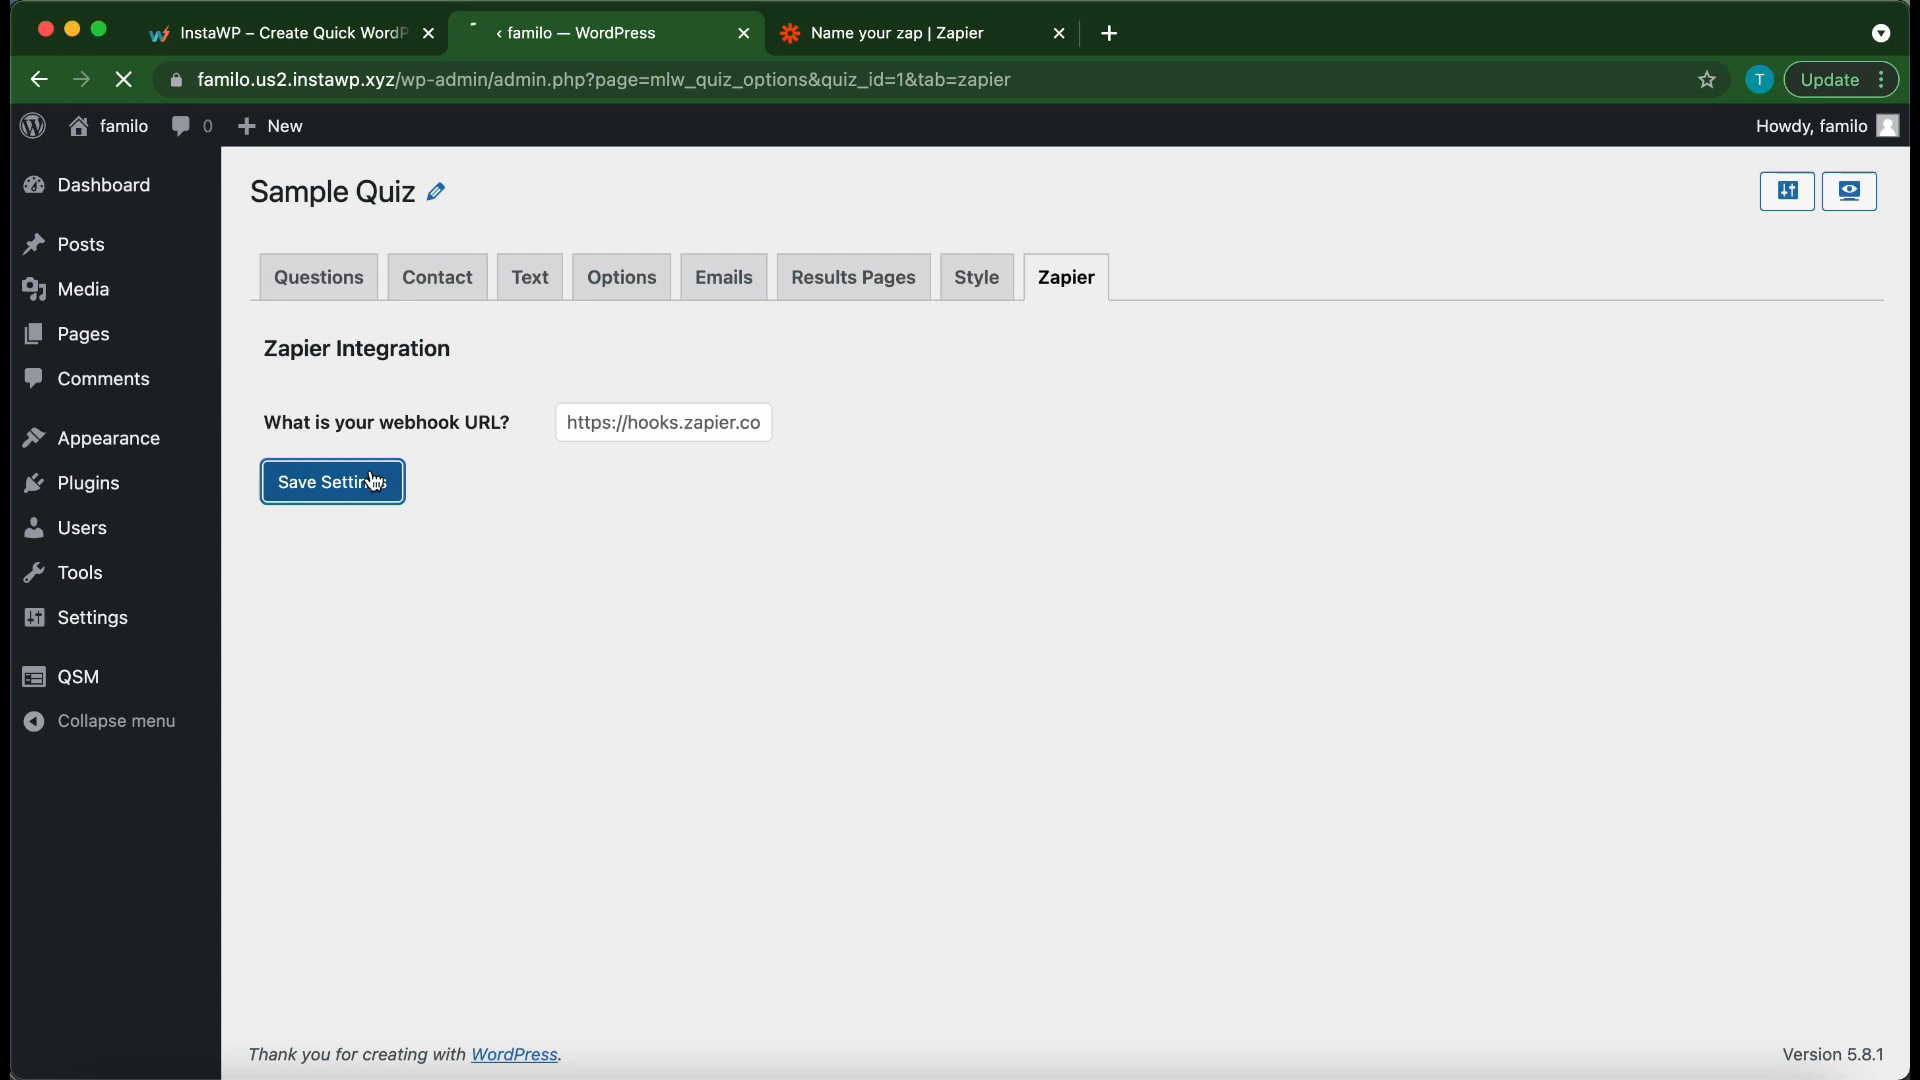 InstaWP – Create Quick WordP
‹ familo — WordPress
Name your zap | Zapier
familo.us2.instawp.xyz/wp-admin/admin.php?page=mlw_quiz_options&quiz_id=1&tab=zapier
T
Update
familo
0
New
Howdy, familo
Dashboard
Posts
Media
Pages
Comments
Appearance
Plugins
Users
Tools
Settings
QSM
Collapse menu
Sample Quiz
Questions
Contact
Text
Options
Emails
Results Pages
Style
Zapier
Zapier Integration
What is your webhook URL?
https://hooks.zapier.co
Save Settings
Thank you for creating with WordPress.
Version 5.8.1